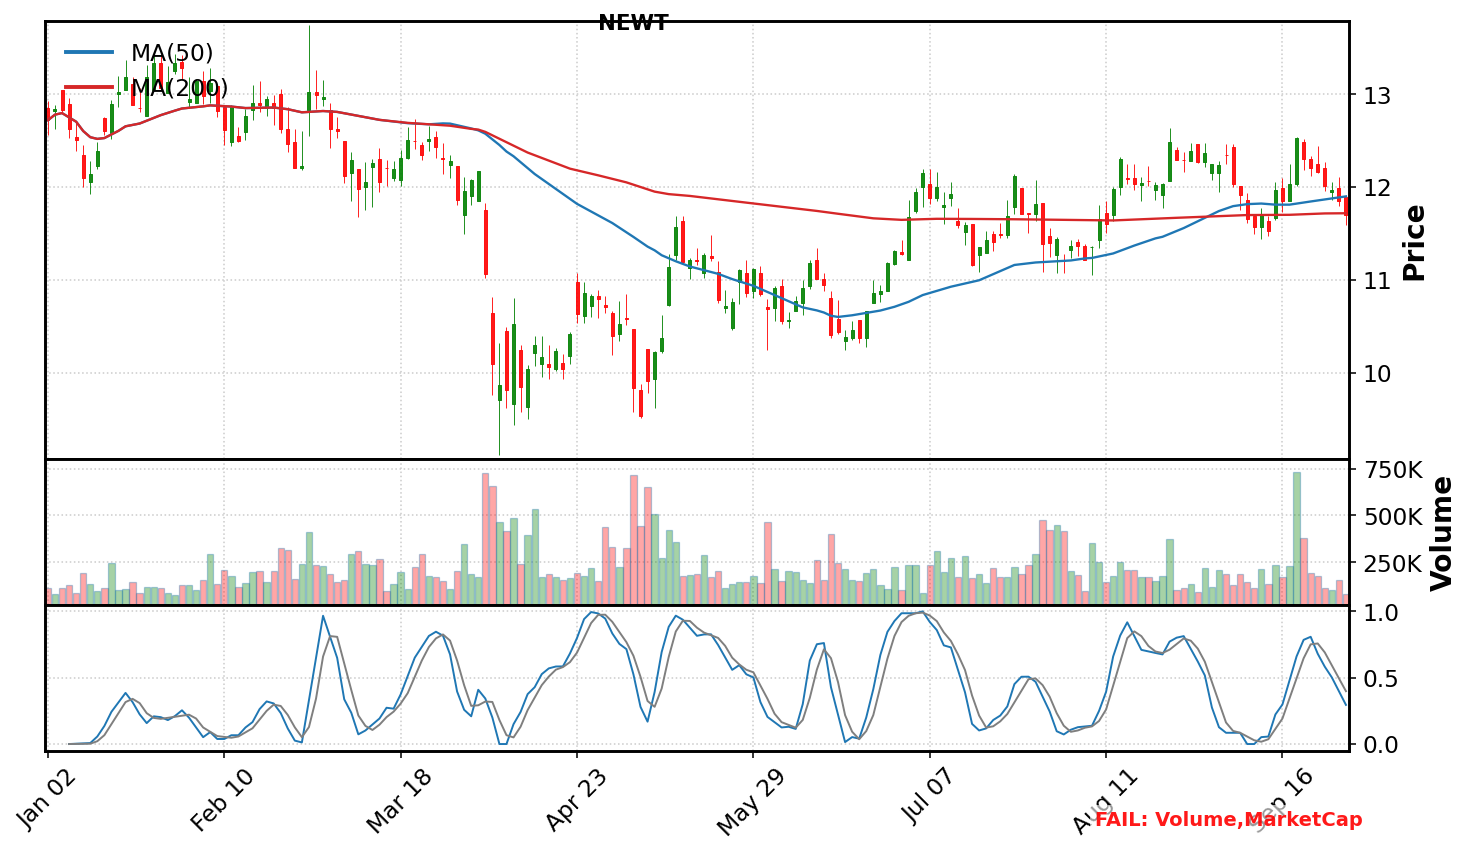 NEWT
MA(50)
MA(200)
13
12
11
10
Price
750K
500K
250K
Volume
1.0
0.5
0.0
Jan 02
Feb 10
Mar 18
Apr 23
May 29
Jul 07
Aug 11
Sep 16
FAIL: Volume,MarketCap